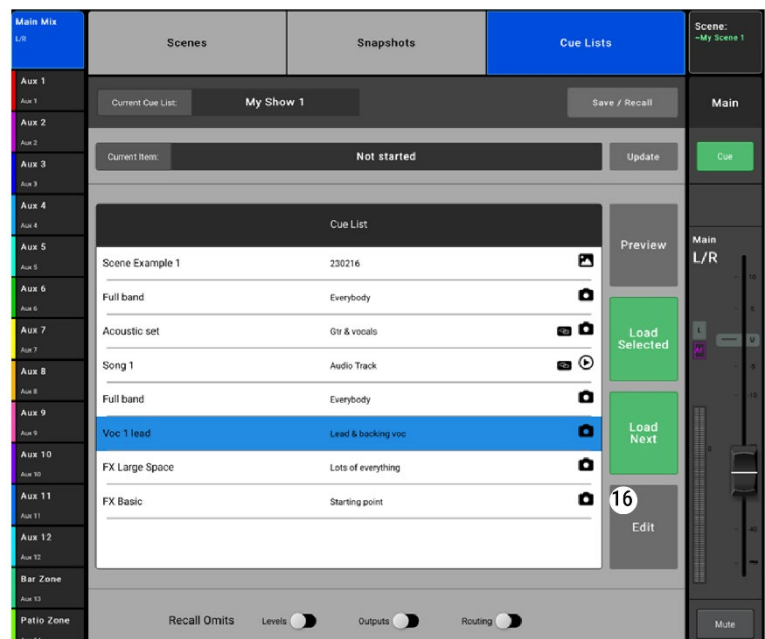 Main Mix
L/R
Scenes
Snapshots
Cue Lists
Scene:
~My Scene 1
Aux 1
Aux 1
Aux 2
Aux 2
Aux 3
Aux 3
Aux 4
Aux 4
Aux 5
Aux 5
Aux 6
Aux 6
Aux 7
Aux 7
Aux 8
Aux 8
Aux 9
Aux 9
Aux 10
Aux 10
Aux 11
Aux 11
Aux 12
Aux 12
Bar Zone
Aux 13
Patio Zone
Current Cue List:
My Show 1
Save / Recall
Current Item:
Not started
Update
Cue List
Scene Example 1 230216
Full band Everybody
Acoustic set Gtr & vocals
Song 1 Audio Track
Full band Everybody
Voc 1 lead Lead & backing voc
FX Large Space Lots of everything
FX Basic Starting point
Preview
Load
Selected
Load
Next
16
Edit
Recall Omits Levels Outputs Routing
Main
Cue
Main
L/R
10
5
L
V
-5
-10
0
-40
Mute